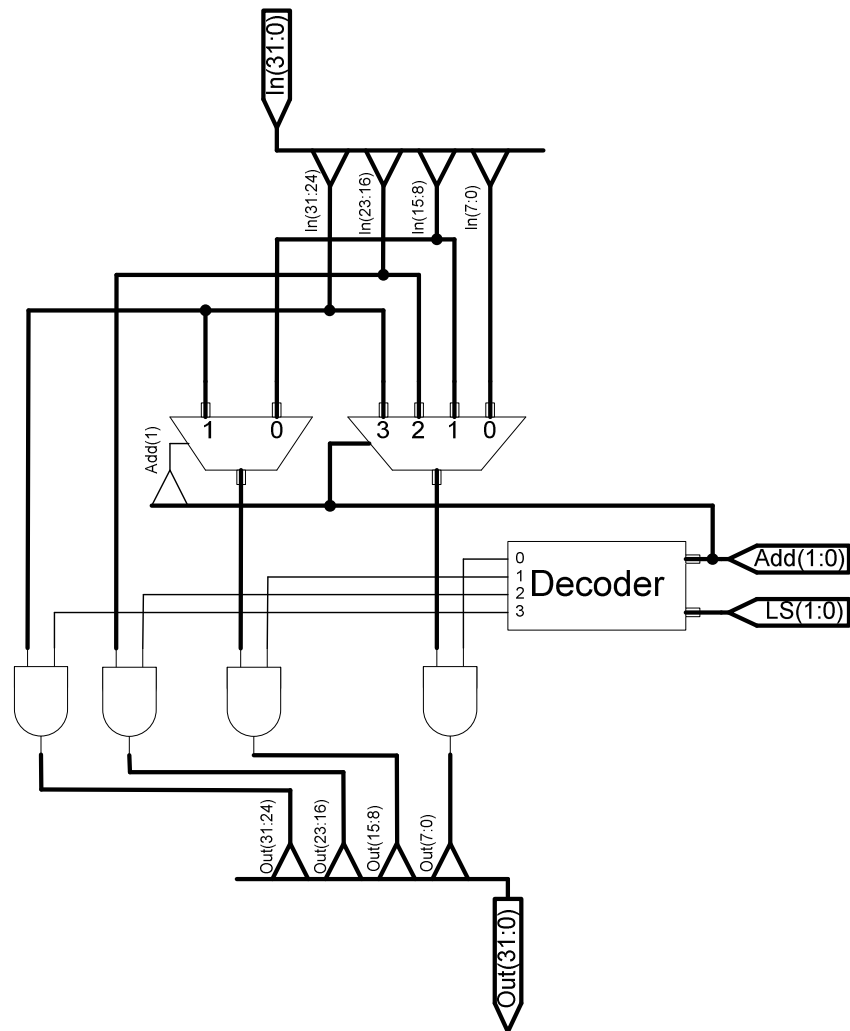 In(31:0)
In(31:24)
In(23:16)
In(15:8)
In(7:0)
1
0
3
2
1
0
Add(1)
0
1
2
3
Decoder
Add(1:0)
LS(1:0)
Out(31:24)
Out(23:16)
Out(15:8)
Out(7:0)
Out(31:0)